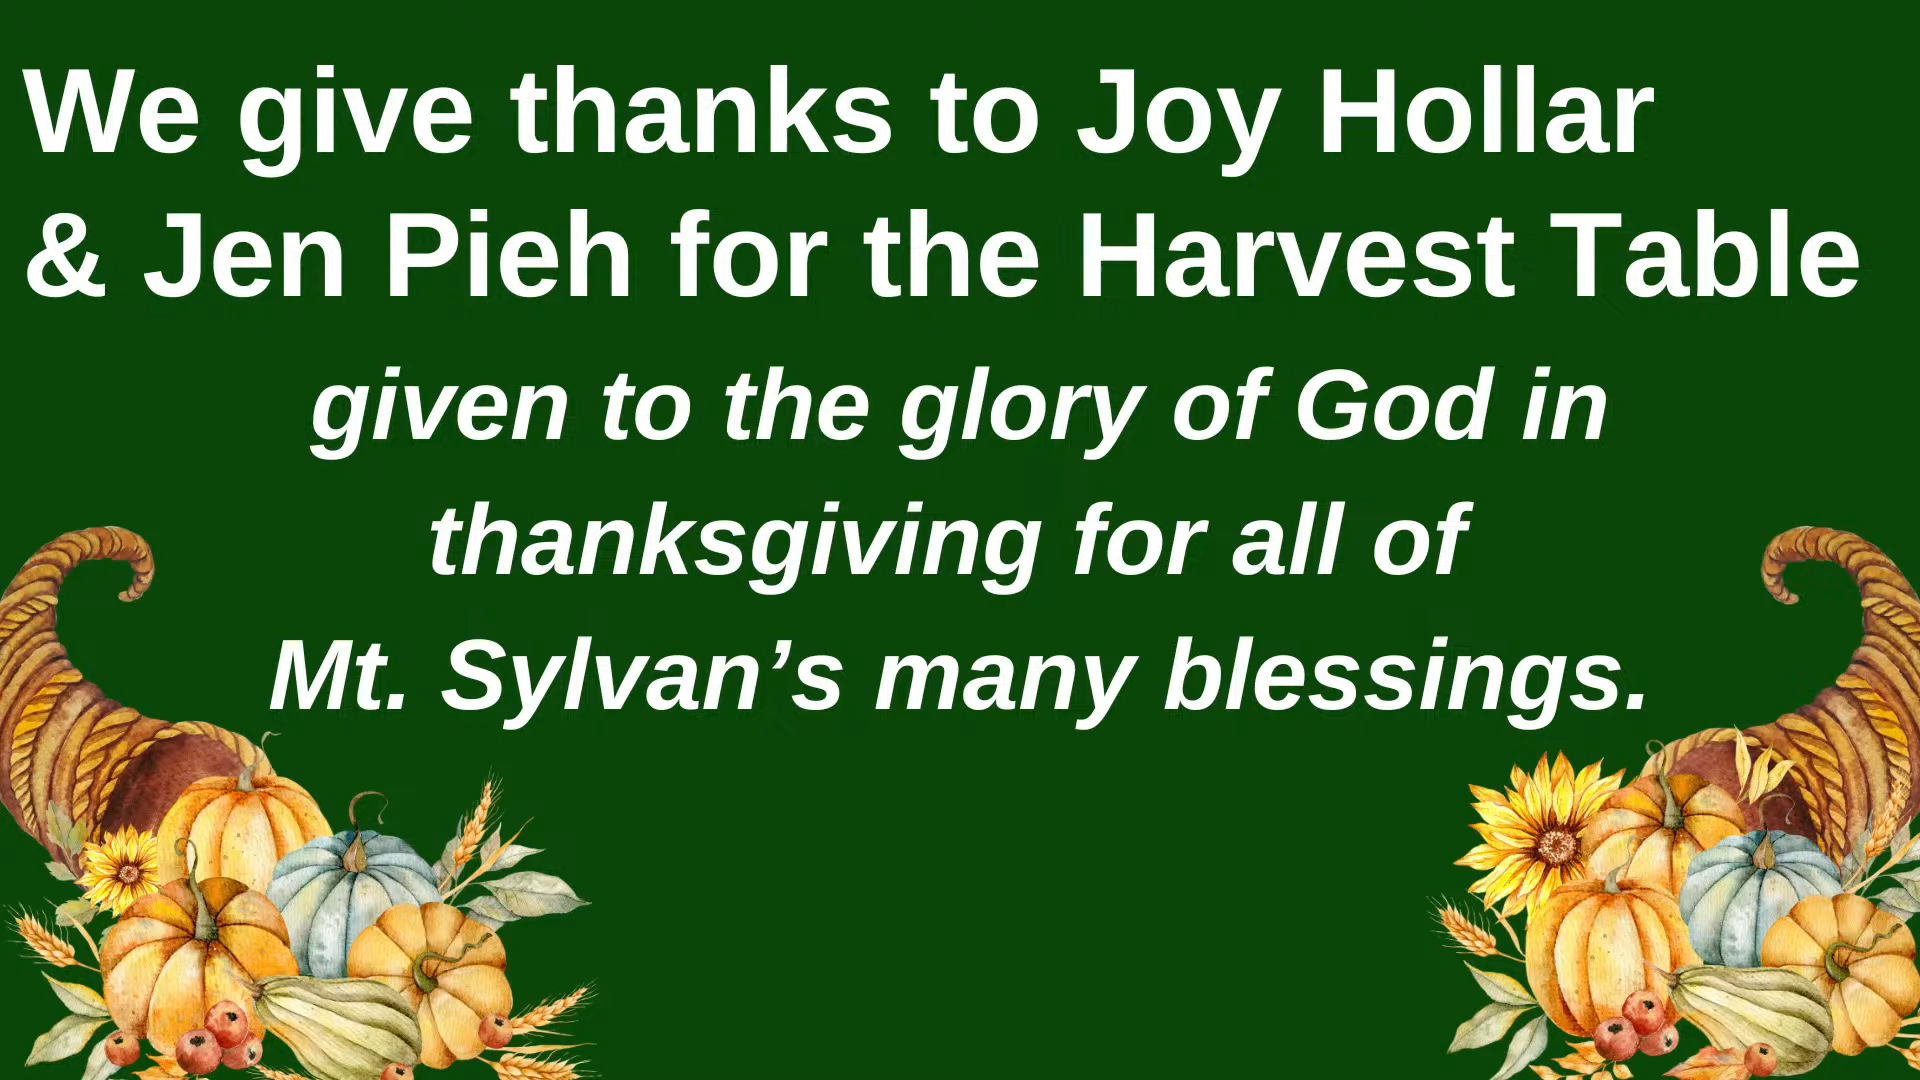 We give thanks to Joy Hollar
& Jen Pieh for the Harvest Table
given to the glory of God in
thanksgiving for all of
Mt. Sylvan’s many blessings.